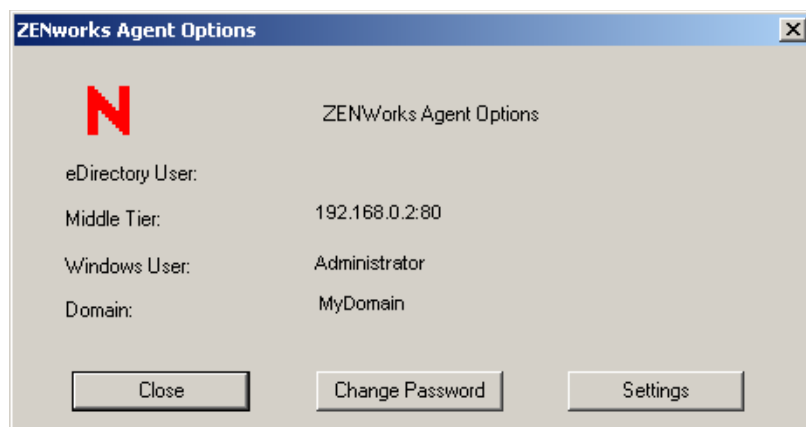 ZENworks Agent Options
N
ZENWorks Agent Options
eDirectory User:
Middle Tier: 192.168.0.2:80
Windows User: Administrator
Domain: MyDomain
Close Change Password Settings